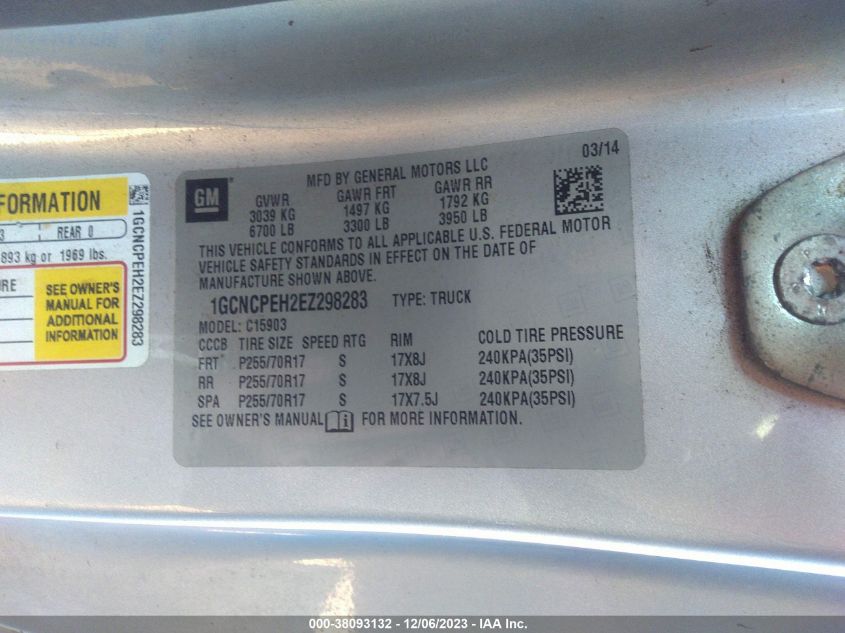 GM
MFD BY GENERAL MOTORS LLC
03/14
GVWR GAWR FRT GAWR RR
3039 KG 1497 KG 1792 KG
6700 LB 3300 LB 3950 LB
THIS VEHICLE CONFORMS TO ALL APPLICABLE U.S. FEDERAL MOTOR
VEHICLE SAFETY STANDARDS IN EFFECT ON THE DATE OF
MANUFACTURE SHOWN ABOVE.
1GCNCPEH2EZ298283 TYPE: TRUCK
MODEL: C15903
CCCB TIRE SIZE SPEED RTG RIM COLD TIRE PRESSURE
FRT P255/70R17 S 17X8J 240KPA(35PSI)
RR P255/70R17 S 17X8J 240KPA(35PSI)
SPA P255/70R17 S 17X7.5J 240KPA(35PSI)
SEE OWNER'S MANUAL i FOR MORE INFORMATION.
FORMATION
3 REAR 0
893 kg or 1969 lbs.
URE
SEE OWNER'S
MANUAL FOR
ADDITIONAL
INFORMATION
1GCNCPEH2EZ298283
000-38093132 - 12/06/2023 - IAA Inc.